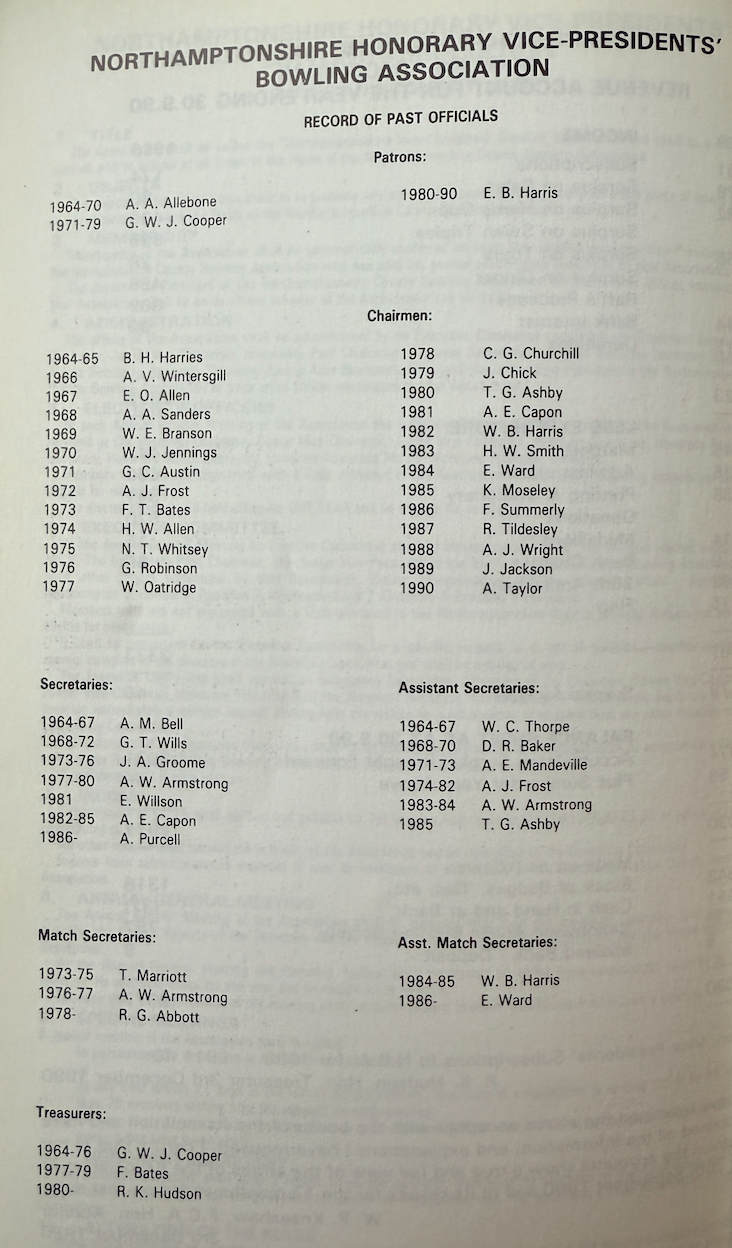 NORTHAMPTONSHIRE HONORARY VICE-PRESIDENTS'
BOWLING ASSOCIATION
RECORD OF PAST OFFICIALS
Patrons:
1964-70 A. A. Allebone
1971-79 G. W. J. Cooper
1980-90 E. B. Harris
Chairmen:
1964-65 B. H. Harries
1966 A. V. Wintersgill
1967 E. O. Allen
1968 A. A. Sanders
1969 W. E. Branson
1970 W. J. Jennings
1971 G. C. Austin
1972 A. J. Frost
1973 F. T. Bates
1974 H. W. Allen
1975 N. T. Whitsey
1976 G. Robinson
1977 W. Oatridge
1978 C. G. Churchill
1979 J. Chick
1980 T. G. Ashby
1981 A. E. Capon
1982 W. B. Harris
1983 H. W. Smith
1984 E. Ward
1985 K. Moseley
1986 F. Summerly
1987 R. Tildesley
1988 A. J. Wright
1989 J. Jackson
1990 A. Taylor
Secretaries:
1964-67 A. M. Bell
1968-72 G. T. Wills
1973-76 J. A. Groome
1977-80 A. W. Armstrong
1981 E. Willson
1982-85 A. E. Capon
1986- A. Purcell
Assistant Secretaries:
1964-67 W. C. Thorpe
1968-70 D. R. Baker
1971-73 A. E. Mandeville
1974-82 A. J. Frost
1983-84 A. W. Armstrong
1985 T. G. Ashby
Match Secretaries:
1973-75 T. Marriott
1976-77 A. W. Armstrong
1978- R. G. Abbott
Asst. Match Secretaries:
1984-85 W. B. Harris
1986- E. Ward
Treasurers:
1964-76 G. W. J. Cooper
1977-79 F. Bates
1980- R. K. Hudson